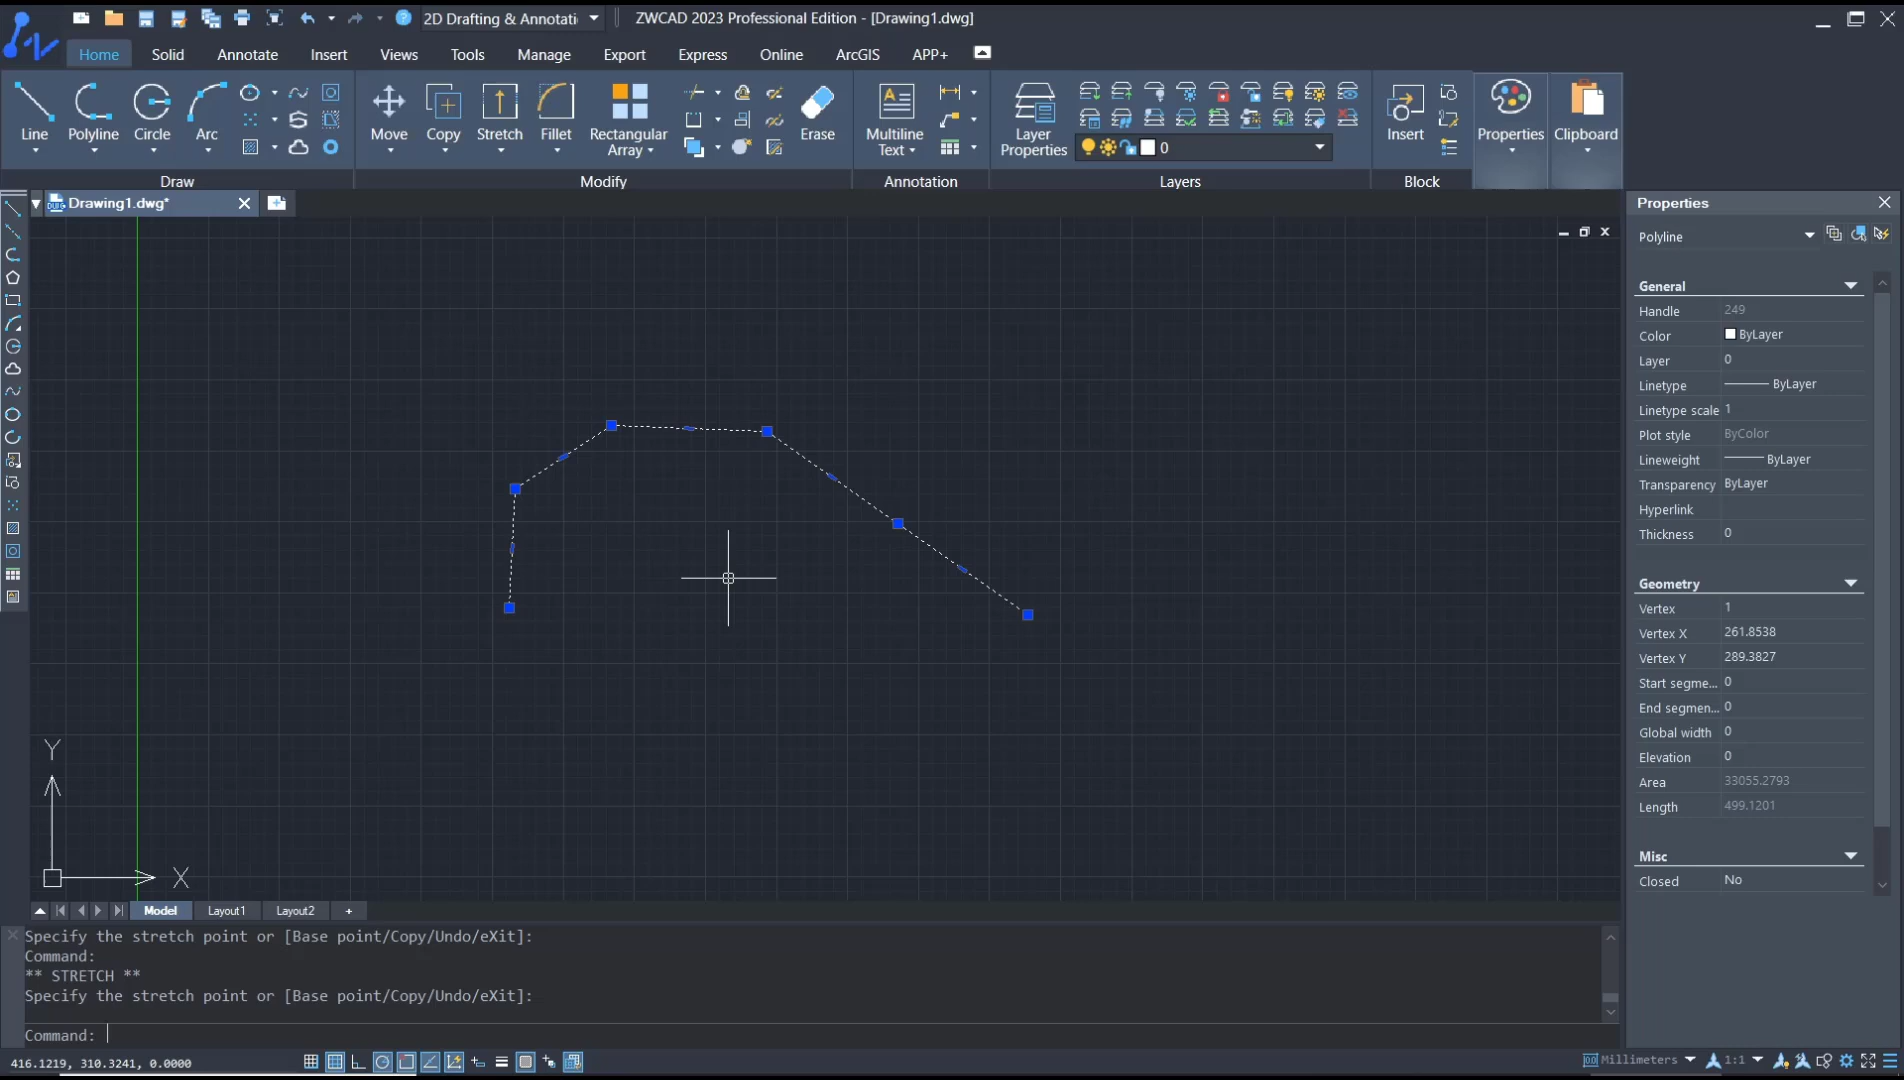 2D Drafting & Annotati
ZWCAD 2023 Professional Edition - [Drawing1.dwg]
Home Solid Annotate Insert Views Tools Manage Export Express Online ArcGIS APP+
Line Polyline Circle Arc
Move Copy Stretch Fillet Rectangular Array Erase
Multiline Text
Layer Properties
0
Insert
Properties
Clipboard
Draw Modify Annotation Layers Block
Drawing1.dwg*
Properties
Polyline
General
Handle 249
Color ByLayer
Layer 0
Linetype ByLayer
Linetype scale 1
Plot style ByColor
Lineweight ByLayer
Transparency ByLayer
Hyperlink
Thickness 0
Geometry
Vertex 1
Vertex X 261.8538
Vertex Y 289.3827
Start segme... 0
End segmen... 0
Global width 0
Elevation 0
Area 33055.2793
Length 499.1201
Misc
Closed No
Y
X
Model Layout1 Layout2 +
Specify the stretch point or [Base point/Copy/Undo/eXit]:
Command:
** STRETCH **
Specify the stretch point or [Base point/Copy/Undo/eXit]:
Command:
416.1219, 310.3241, 0.0000
Millimeters 1:1